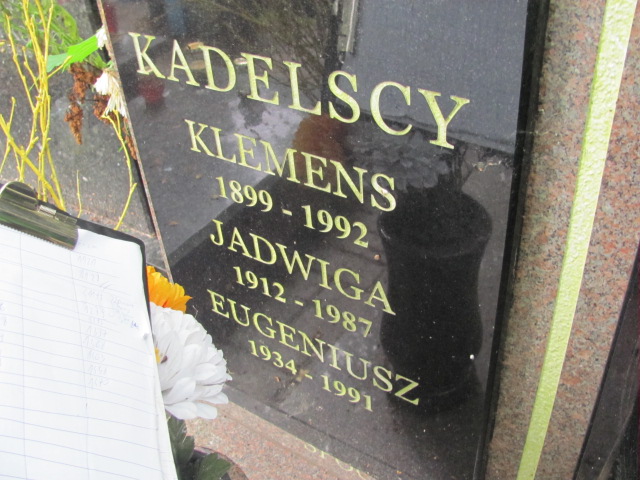 KADELSCY
KLEMENS
1899 - 1992
JADWIGA
1912 - 1987
EUGENIUSZ
1934 - 1991